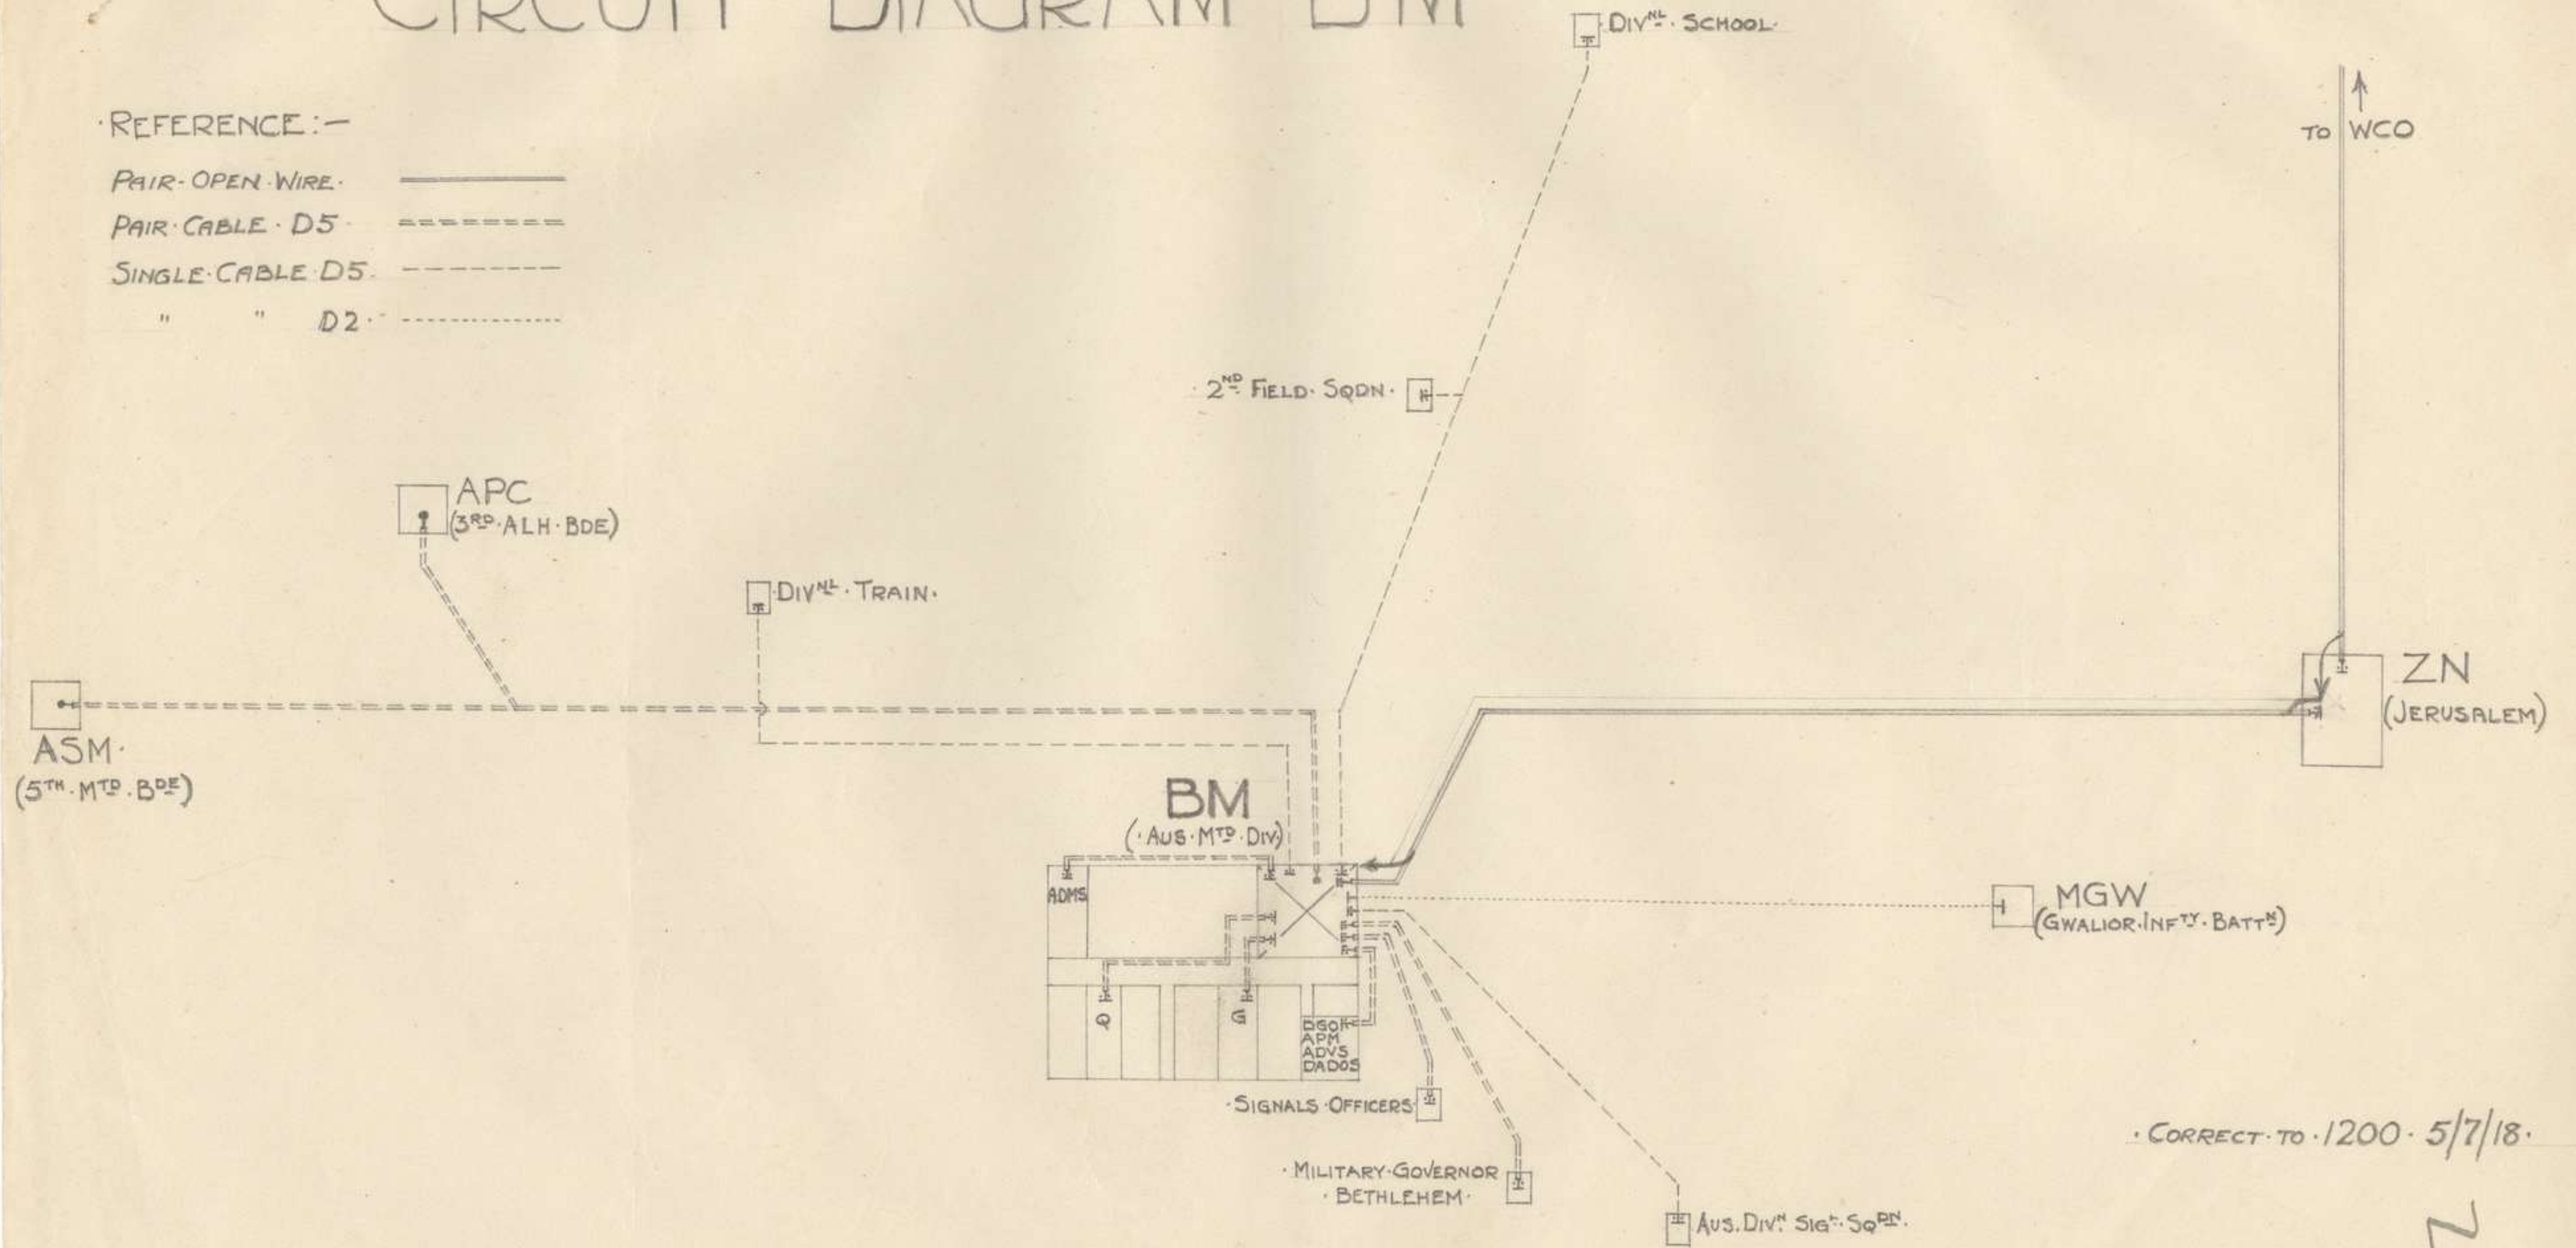 CIRCUIT DIAGRAM BM
DIVNL. SCHOOL.
REFERENCE:-
PAIR-OPEN WIRE.
PAIR. CABLE. D5
SINGLE. CABLE D5.
" " D2.
TO WCO
2ND FIELD. SQDN.
APC
(3RD. ALH. BDE)
DIVNL. TRAIN.
ZN
(JERUSALEM)
ASM.
(5TH. MTD. BDE)
BM
(. AUS. MTD. DIV)
ADMS
MGW
(GWALIOR. INFTY. BATTN)
Q
G
DGO
APM
ADVS
DADOS
. SIGNALS. OFFICERS
. CORRECT. TO. 1200. 5/7/18.
. MILITARY. GOVERNOR
. BETHLEHEM.
AUS. DIVN. SIGL. SQDN.